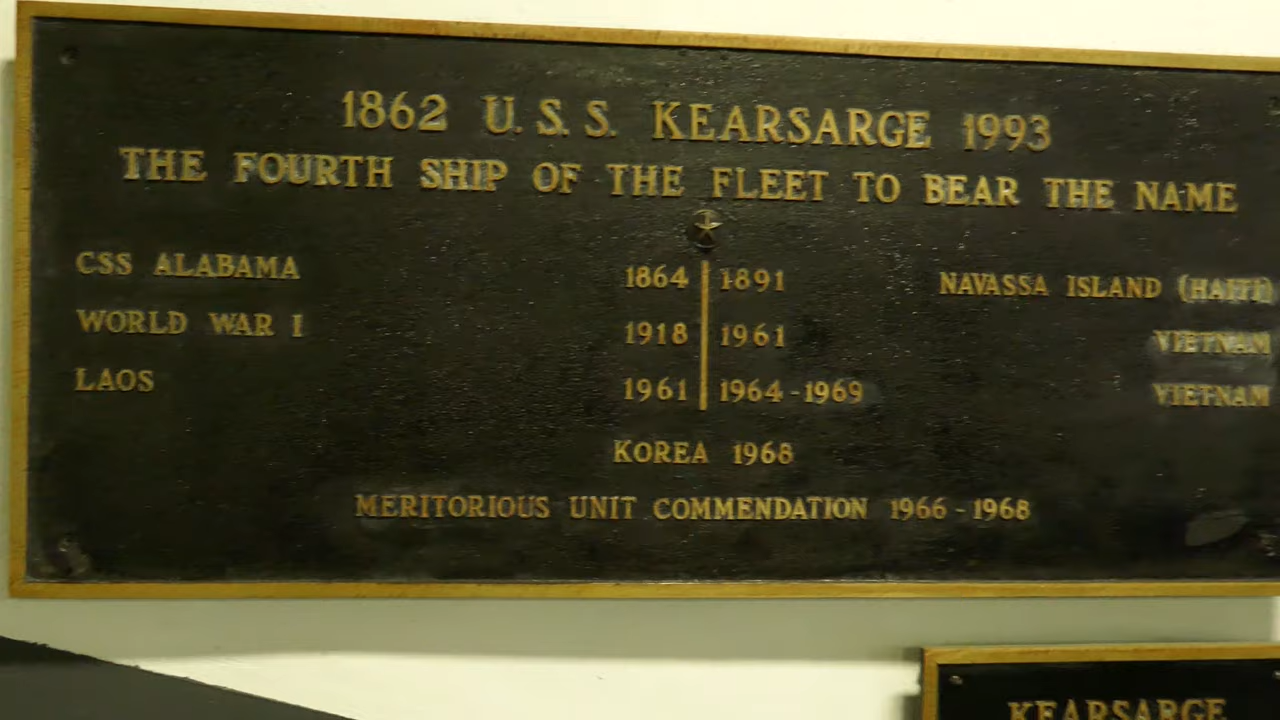 1862 U.S.S. KEARSARGE 1993
THE FOURTH SHIP OF THE FLEET TO BEAR THE NAME
CSS ALABAMA 1864 1891 NAVASSA ISLAND (HAITI)
WORLD WAR I 1918 1961 VIETNAM
LAOS 1961 1964-1969 VIETNAM
KOREA 1968
MERITORIOUS UNIT COMMENDATION 1966-1968
KEARSARGE